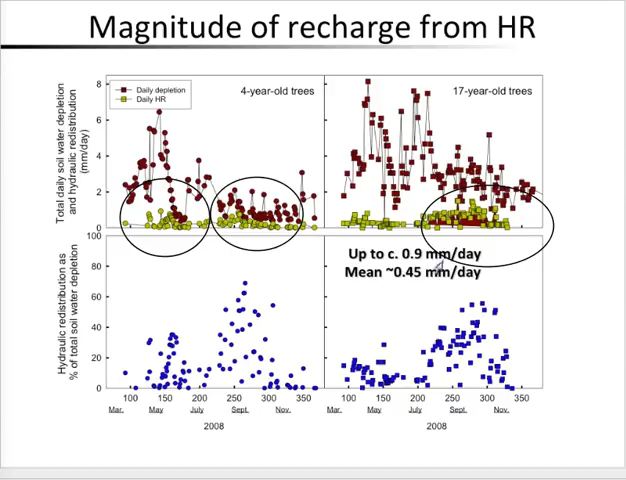 Magnitude of recharge from HR
Total daily soil water depletion
and hydraulic redistribution
(mm/day)
8
6
4
2
0
Daily depletion
Daily HR
4-year-old trees
17-year-old trees
Hydraulic redistribution as
% of total soil water depletion
100
80
60
40
20
0
Up to c. 0.9 mm/day
Mean ~0.45 mm/day
100 150 200 250 300 350 100 150 200 250 300 350
Mar. May July Sept. Nov. Mar. May July Sept. Nov.
2008 2008